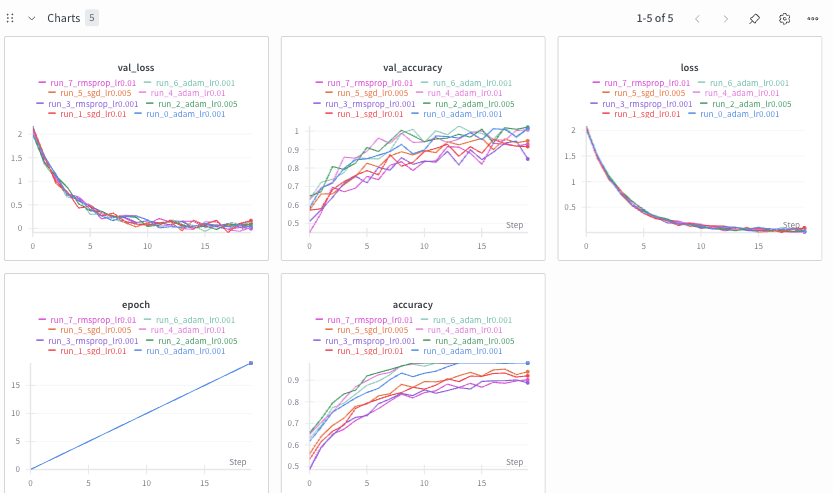 Charts 5 1-5 of 5
val_loss
run_7_rmsprop_lr0.01 run_6_adam_lr0.001
run_5_sgd_lr0.005 run_4_adam_lr0.01
run_3_rmsprop_lr0.001 run_2_adam_lr0.005
run_1_sgd_lr0.01 run_0_adam_lr0.001
2
1.5
1
0.5
0
0 5 10 15
val_accuracy
run_7_rmsprop_lr0.01 run_6_adam_lr0.001
run_5_sgd_lr0.005 run_4_adam_lr0.01
run_3_rmsprop_lr0.001 run_2_adam_lr0.005
run_1_sgd_lr0.01 run_0_adam_lr0.001
1
0.9
0.8
0.7
0.6
0.5
Step
0 5 10 15
loss
run_7_rmsprop_lr0.01 run_6_adam_lr0.001
run_5_sgd_lr0.005 run_4_adam_lr0.01
run_3_rmsprop_lr0.001 run_2_adam_lr0.005
run_1_sgd_lr0.01 run_0_adam_lr0.001
2
1.5
1
0.5
Step
0 5 10 15
epoch
run_7_rmsprop_lr0.01 run_6_adam_lr0.001
run_5_sgd_lr0.005 run_4_adam_lr0.01
run_3_rmsprop_lr0.001 run_2_adam_lr0.005
run_1_sgd_lr0.01 run_0_adam_lr0.001
15
10
5
0
Step
0 5 10 15
accuracy
run_7_rmsprop_lr0.01 run_6_adam_lr0.001
run_5_sgd_lr0.005 run_4_adam_lr0.01
run_3_rmsprop_lr0.001 run_2_adam_lr0.005
run_1_sgd_lr0.01 run_0_adam_lr0.001
0.9
0.8
0.7
0.6
0.5
Step
0 5 10 15